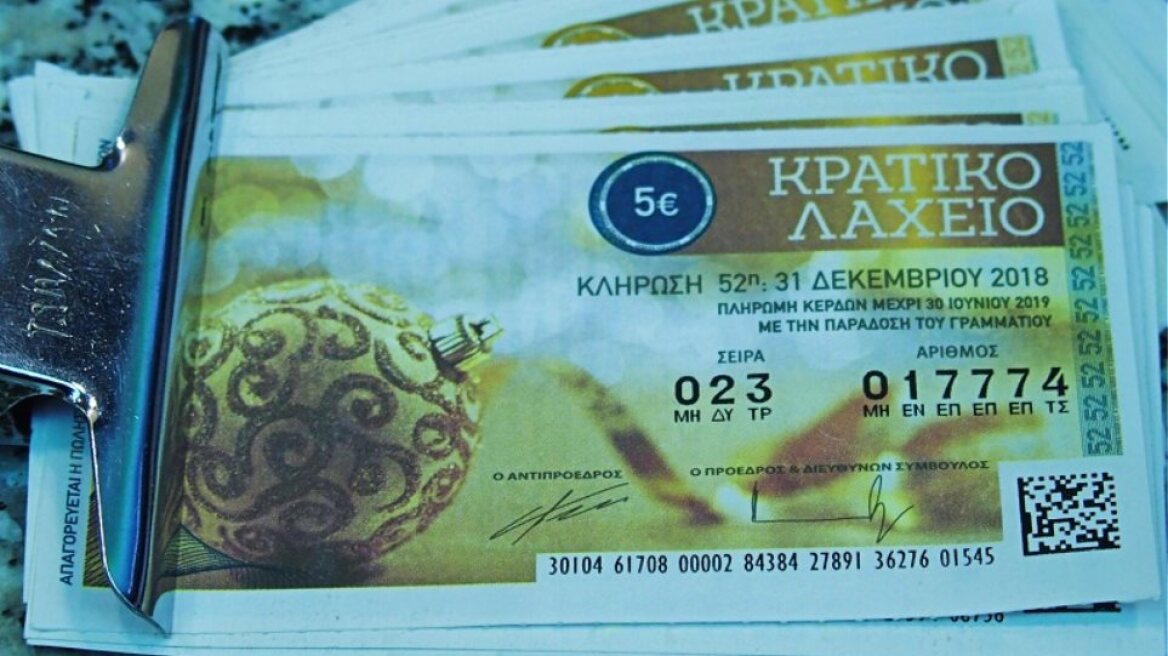 ΚΡΑΤΙΚΟ
ΚΡΑΤΙΚΟ
5€
ΚΡΑΤΙΚΟ
ΛΑΧΕΙΟ
ΚΛΗΡΩΣΗ 52η: 31 ΔΕΚΕΜΒΡΙΟΥ 2018
ΠΛΗΡΩΜΗ ΚΕΡΔΩΝ ΜΕΧΡΙ 30 ΙΟΥΝΙΟΥ 2019
ΜΕ ΤΗΝ ΠΑΡΑΔΟΣΗ ΤΟΥ ΓΡΑΜΜΑΤΙΟΥ
ΣΕΙΡΑ ΑΡΙΘΜΟΣ
023 017774
ΜΗ ΔΥ ΤΡ ΜΗ ΕΝ ΕΠ ΕΠ ΕΠ ΤΣ
Ο ΑΝΤΙΠΡΟΕΔΡΟΣ Ο ΠΡΟΕΔΡΟΣ & ΔΙΕΥΘΥΝΩΝ ΣΥΜΒΟΥΛΟΣ
30104 61708 00002 84384 27891 36276 01545
ΑΠΑΓΟΡΕΥΕΤΑΙ Η
52 52 52 52 52 52 52 52 52